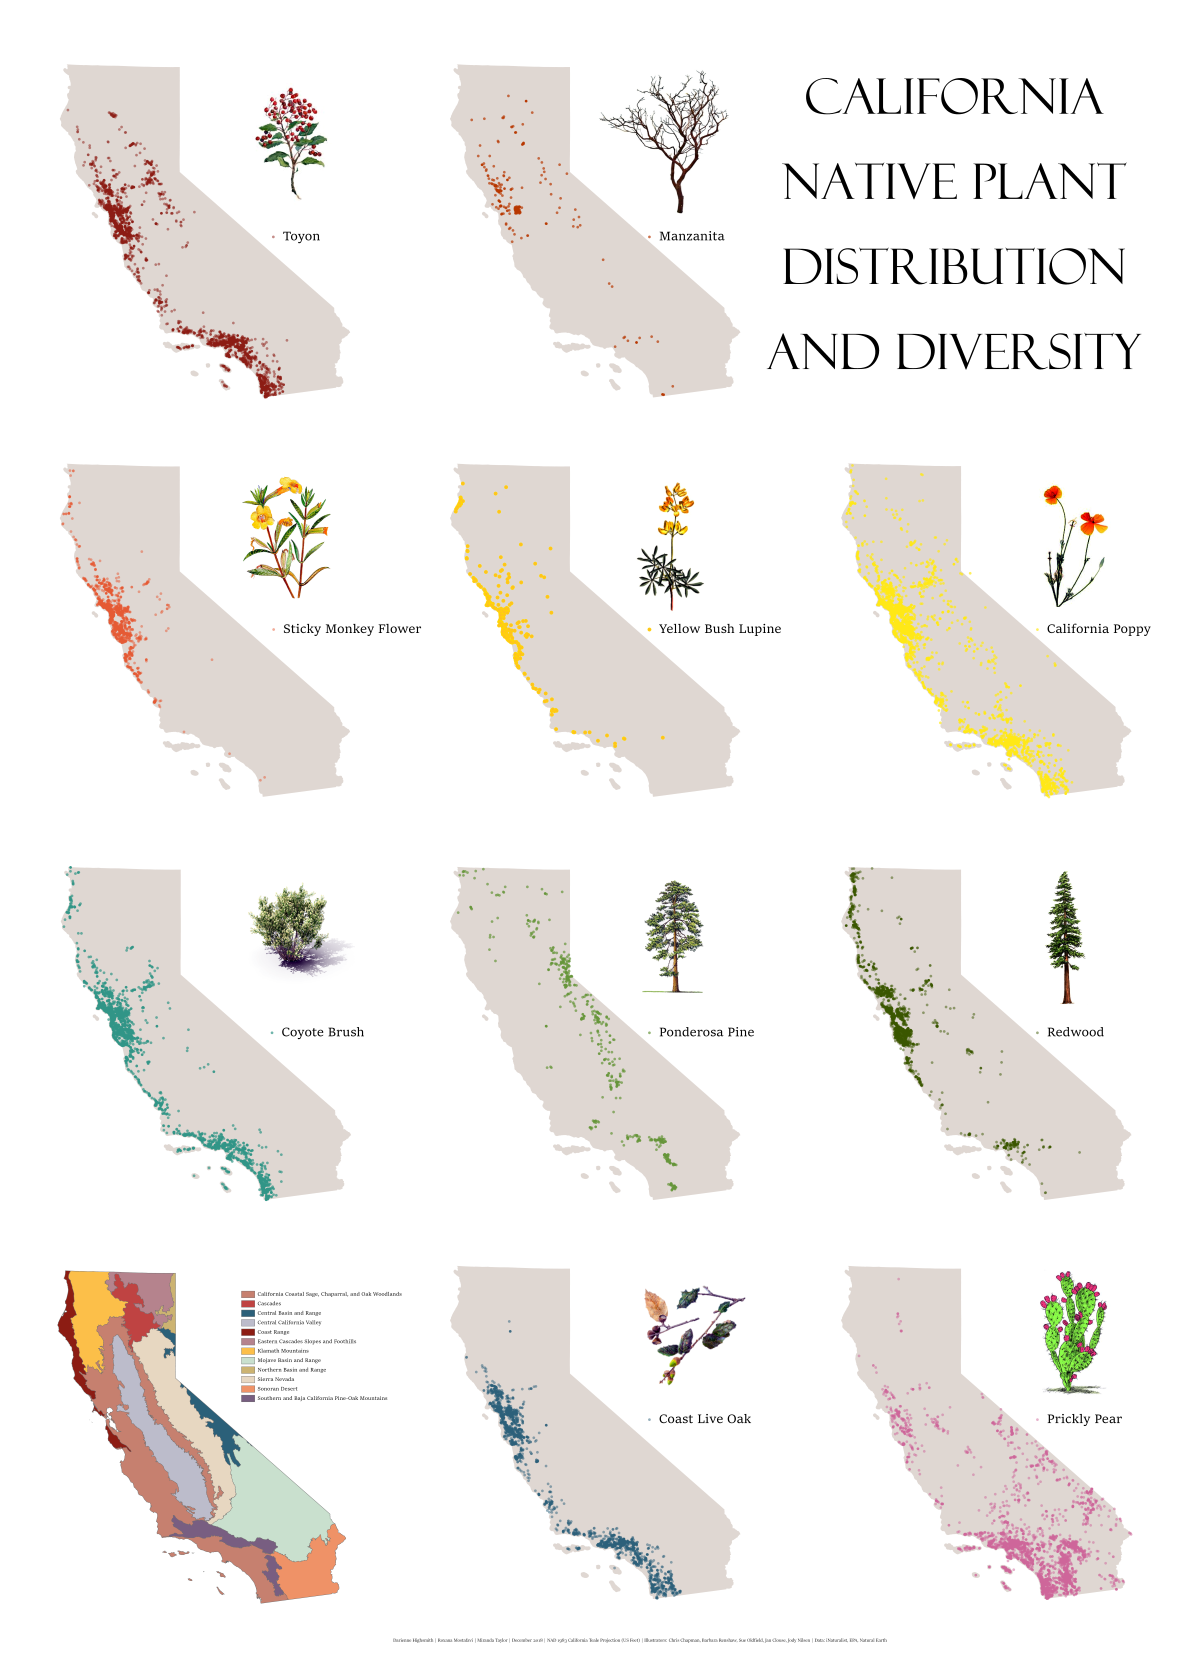 CALIFORNIA
NATIVE PLANT
DISTRIBUTION
AND DIVERSITY
Toyon
Manzanita
Sticky Monkey Flower
Yellow Bush Lupine
California Poppy
Coyote Brush
Ponderosa Pine
Redwood
California Coastal Sage, Chaparral, and Oak Woodlands
Cascades
Central Basin and Range
Central California Valley
Coast Range
Eastern Cascades Slopes and Foothills
Klamath Mountains
Mojave Basin and Range
Northern Basin and Range
Sierra Nevada
Sonoran Desert
Southern and Baja California Pine-Oak Mountains
Coast Live Oak
Prickly Pear
Darienne Highsmith | Roxana Montañez | Miranda Taylor | December 2018 | NAD 1983 California Teale Projection (US Feet) | Illustrators: Chris Chapman, Barbara Renshaw, Sue Oldfield, Jan Clouse, Jody Nilsen | Data: iNaturalist, EPA, Natural Earth